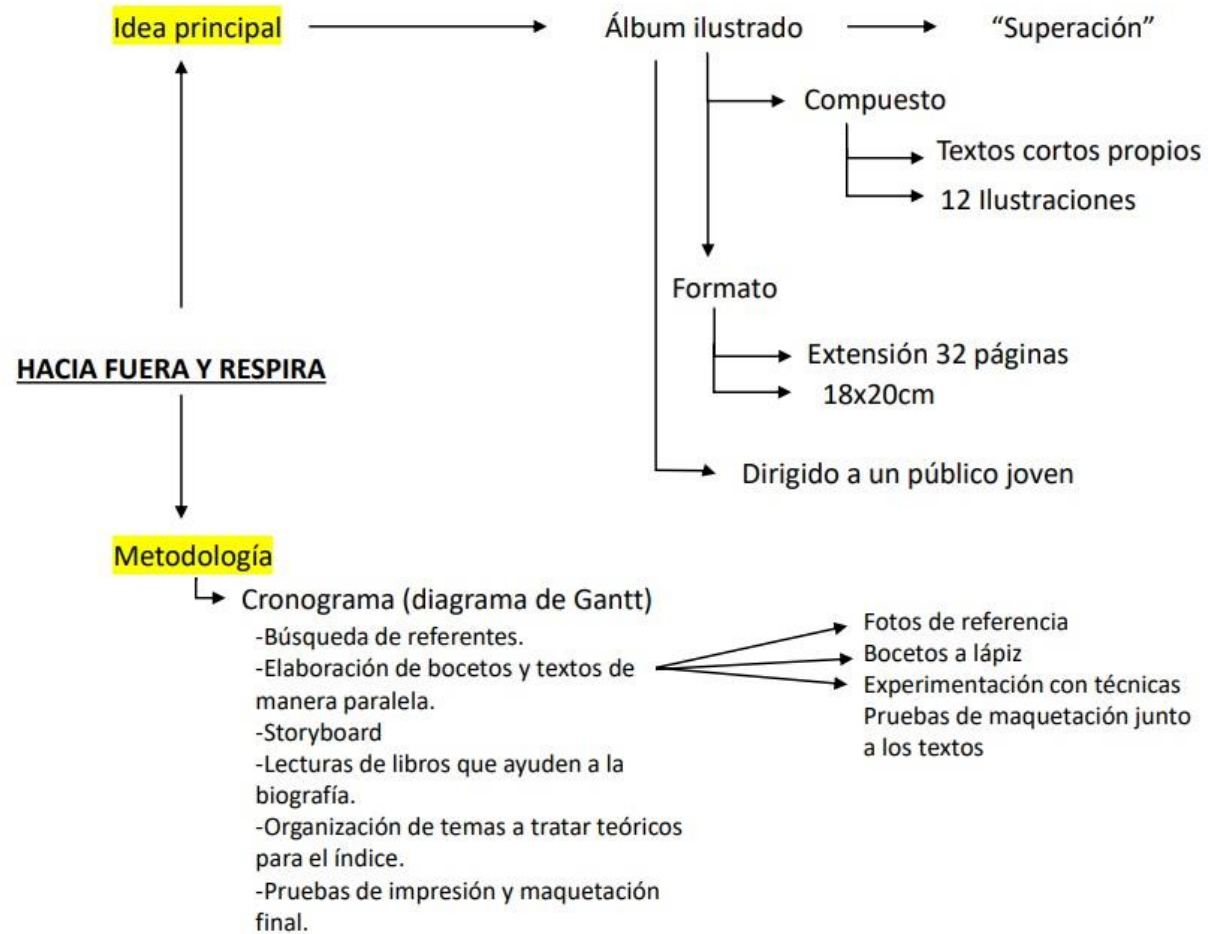 Idea principal
Álbum ilustrado
“Superación”
Compuesto
Textos cortos propios
12 Ilustraciones
Formato
Extensión 32 páginas
18x20cm
Dirigido a un público joven
HACIA FUERA Y RESPIRA
Metodología
Cronograma (diagrama de Gantt)
-Búsqueda de referentes.
-Elaboración de bocetos y textos de
manera paralela.
-Storyboard
-Lecturas de libros que ayuden a la
biografía.
-Organización de temas a tratar teóricos
para el índice.
-Pruebas de impresión y maquetación
final.
Fotos de referencia
Bocetos a lápiz
Experimentación con técnicas
Pruebas de maquetación junto
a los textos